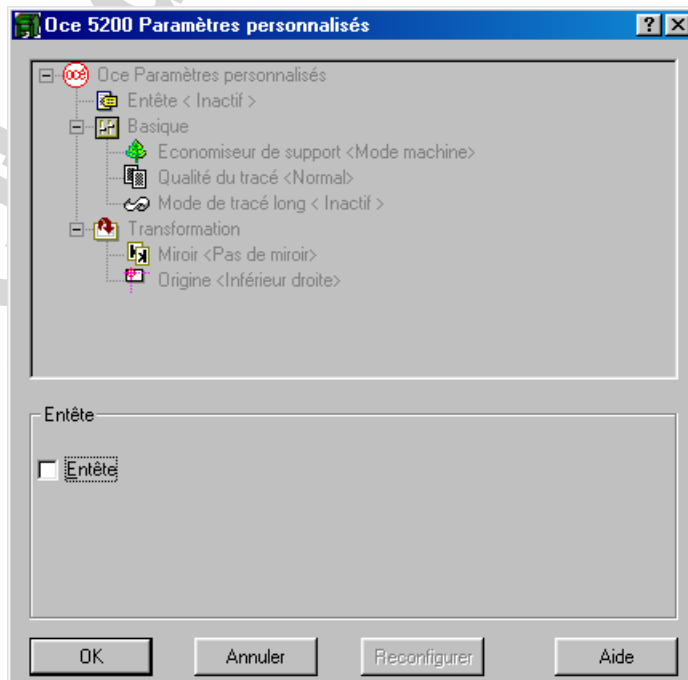 Oce 5200 Paramètres personnalisés
océ Oce Paramètres personnalisés
Entête < Inactif >
Basique
Economiseur de support <Mode machine>
Qualité du tracé <Normal>
Mode de tracé long < Inactif >
Transformation
Miroir <Pas de miroir>
Origine <Inférieur droite>
Entête
Entête
OK Annuler Reconfigurer Aide